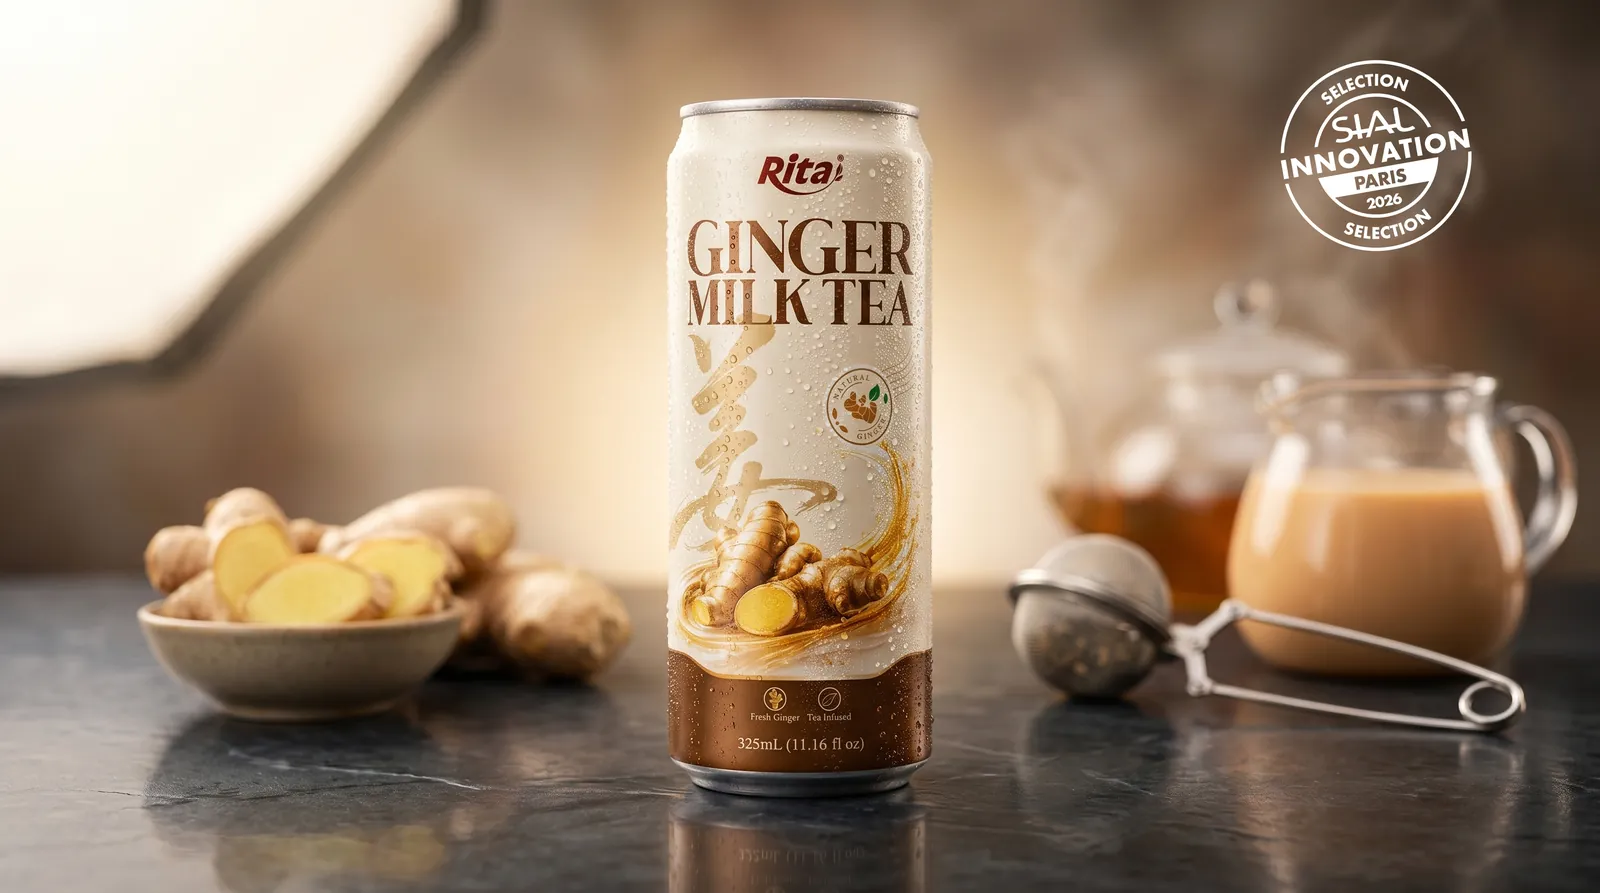 Rita®
GINGER
MILK TEA
姜
NATURAL
GINGER
Fresh Ginger
Tea Infused
325mL (11.16 fl oz)
SELECTION
SIAL
INNOVATION
PARIS
2026
SELECTION